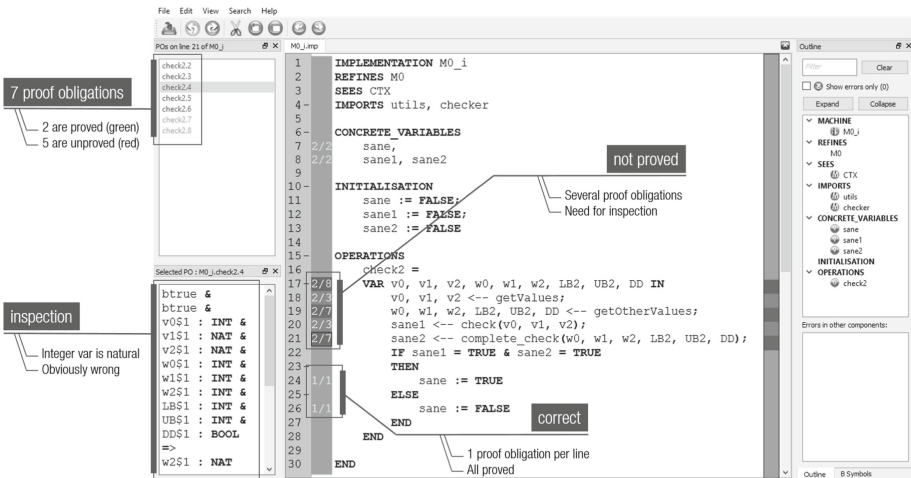 File Edit View Search Help
POs on line 21 of M0_i
check2.2
check2.3
check2.4
check2.5
check2.6
check2.7
check2.8
7 proof obligations
2 are proved (green)
5 are unproved (red)
Selected PO : M0_i.check2.4
btrue &
btrue &
v0$1 : INT &
v1$1 : NAT &
v2$1 : NAT &
w0$1 : INT &
w1$1 : INT &
w2$1 : INT &
LB$1 : INT &
UB$1 : INT &
DD$1 : BOOL
=>
w2$1 : NAT
inspection
Integer var is natural
Obviously wrong
M0_i.imp
1 IMPLEMENTATION M0_i
2 REFINES M0
3 SEES CTX
4 - IMPORTS utils, checker
5
6 - CONCRETE_VARIABLES
7 2/2 sane,
8 2/2 sane1, sane2
9
10 - INITIALISATION
11 sane := FALSE;
12 sane1 := FALSE;
13 sane2 := FALSE
14
15 - OPERATIONS
16 check2 =
17 - 2/8 VAR v0, v1, v2, w0, w1, w2, LB2, UB2, DD IN
18 2/3 v0, v1, v2 <-- getValues;
19 2/7 w0, w1, w2, LB2, UB2, DD <-- getOtherValues;
20 2/3 sane1 <-- check(v0, v1, v2);
21 2/7 sane2 <-- complete_check(w0, w1, w2, LB2, UB2, DD);
22 IF sane1 = TRUE & sane2 = TRUE
23 - THEN
24 1/1 sane := TRUE
25 - ELSE
26 1/1 sane := FALSE
27 END
28 END
29
30 END
not proved
Several proof obligations
Need for inspection
correct
1 proof obligation per line
All proved
Outline
Filter
Clear
Show errors only (0)
Expand Collapse
MACHINE
M0_i
REFINES
M0
SEES
CTX
IMPORTS
utils
checker
CONCRETE_VARIABLES
sane
sane1
sane2
INITIALISATION
OPERATIONS
check2
Errors in other components:
Outline B Symbols